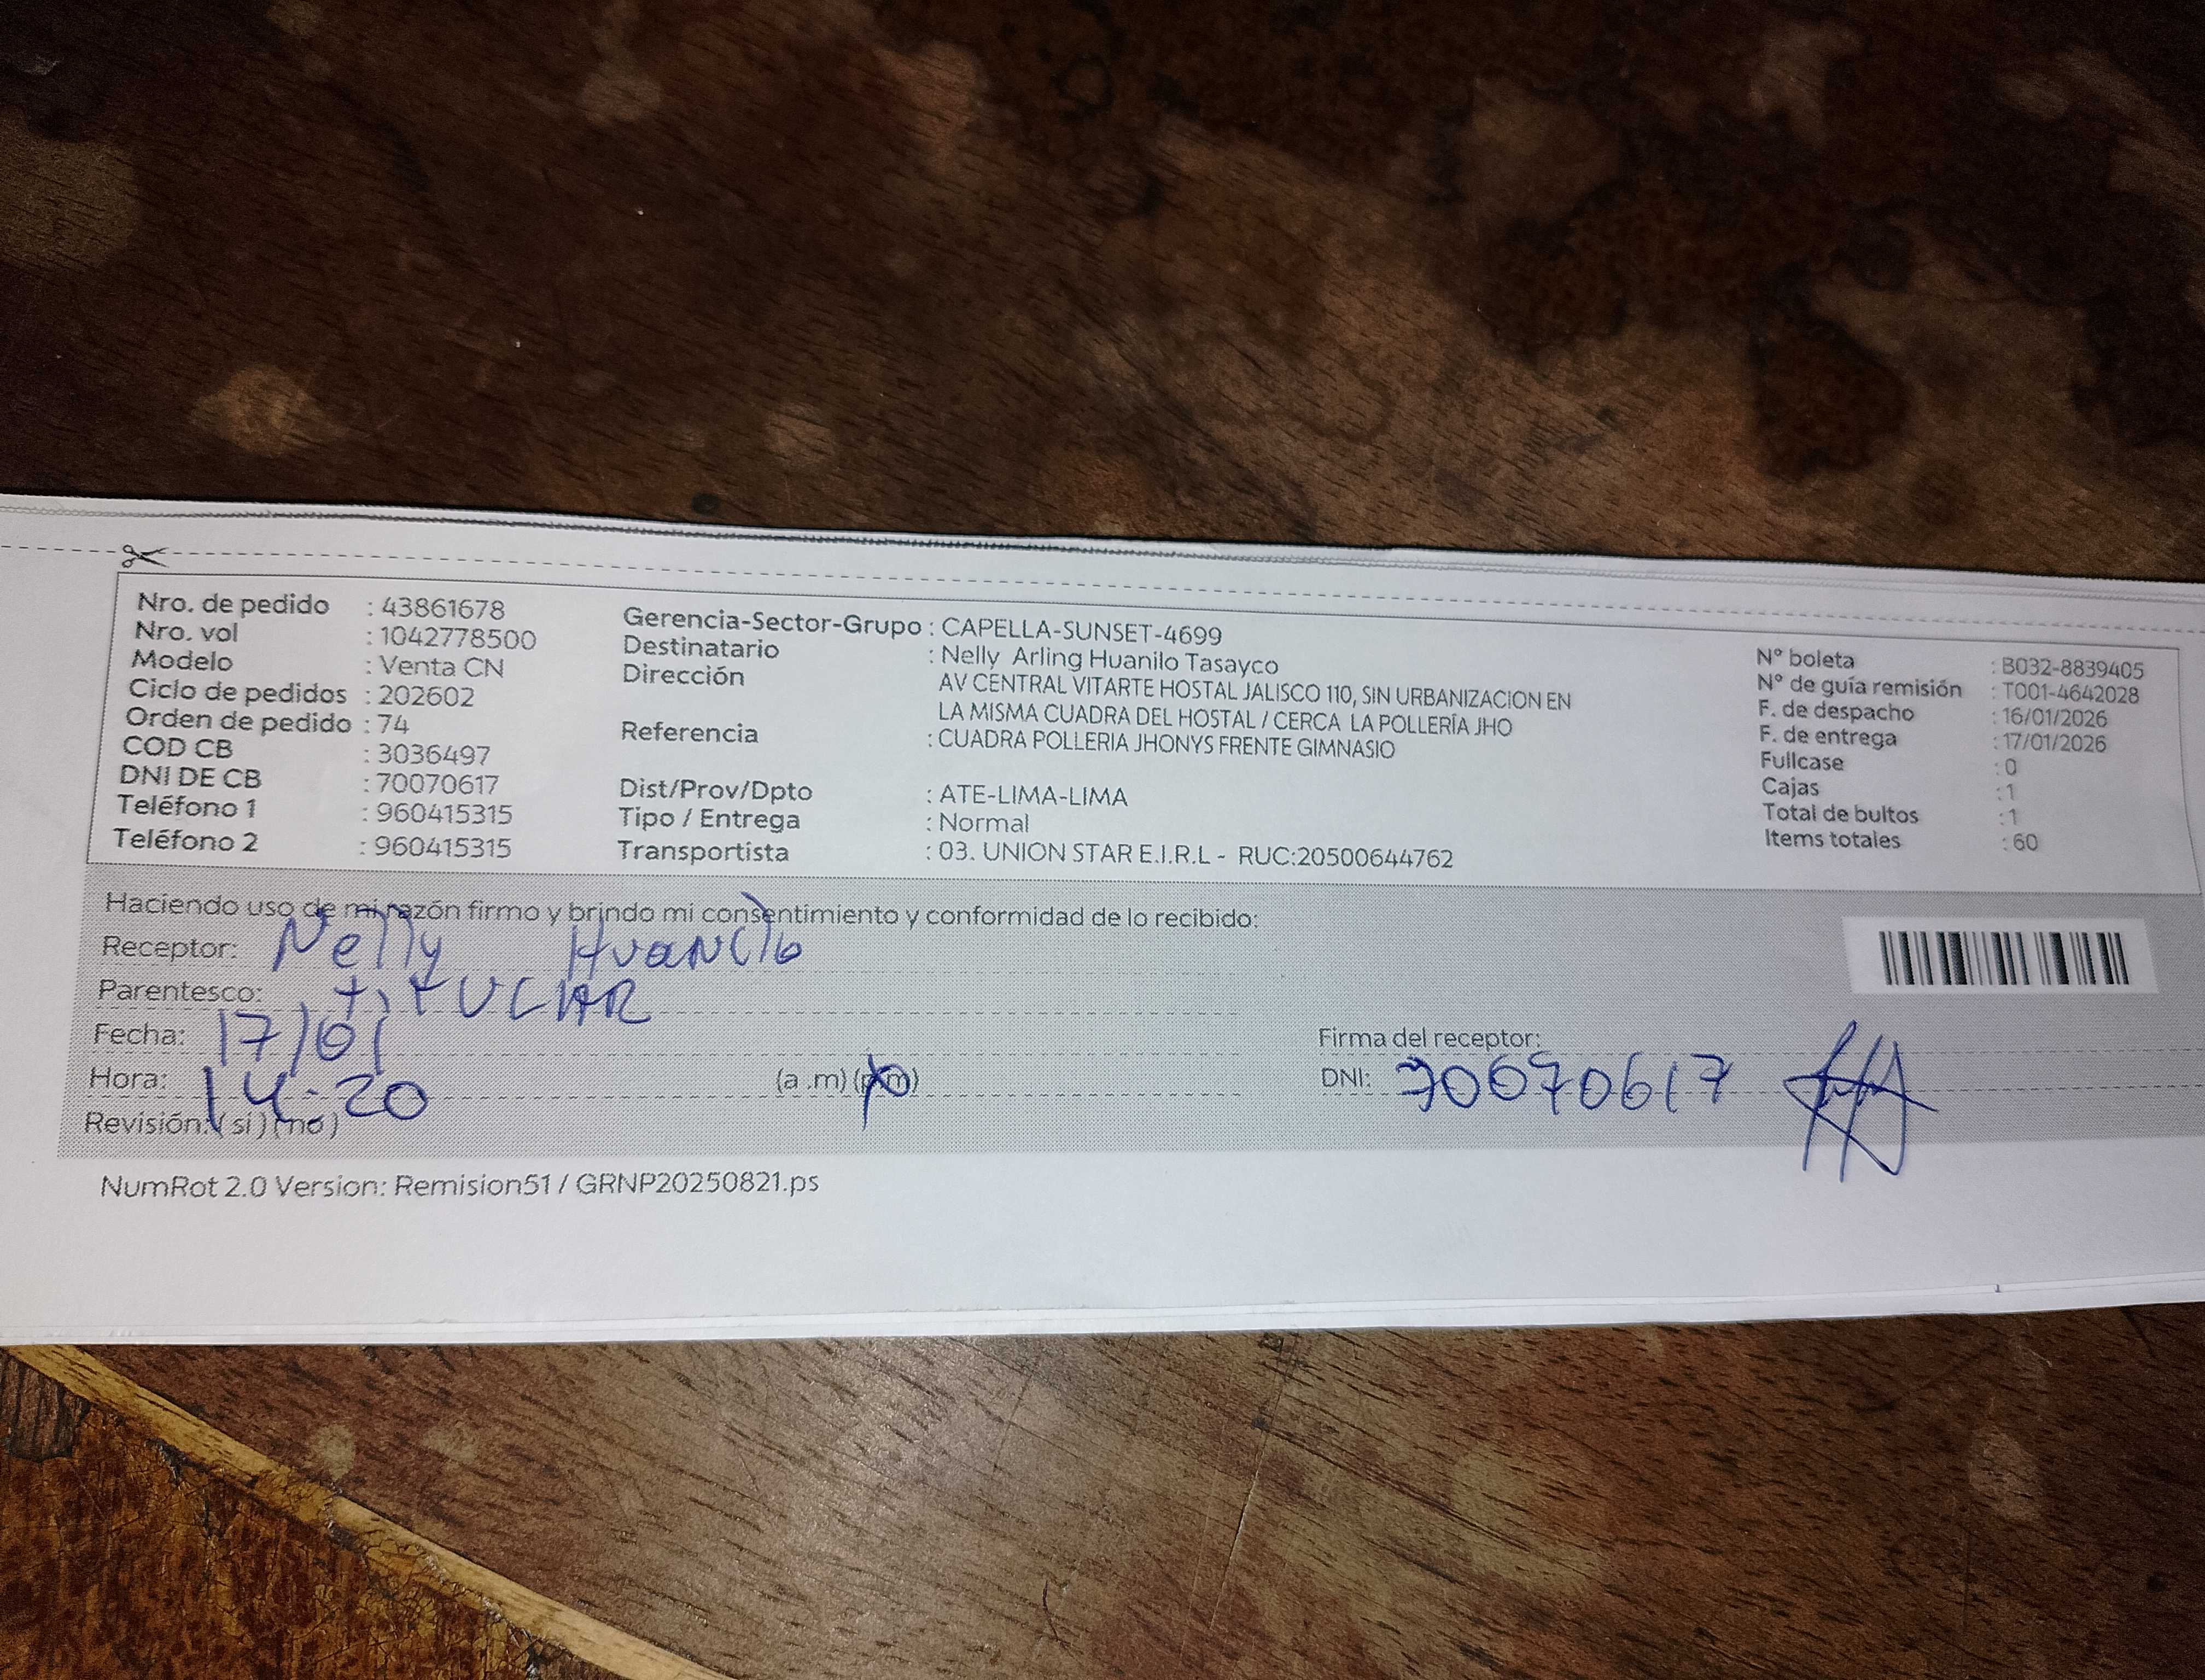 Nro. de pedido : 43861678
Nro. vol : 1042778500
Modelo : Venta CN
Ciclo de pedidos : 202602
Orden de pedido : 74
COD CB : 3036497
DNI DE CB : 70070617
Teléfono 1 : 960415315
Teléfono 2 : 960415315
Gerencia-Sector-Grupo : CAPELLA-SUNSET-4699
Destinatario : Nelly Arling Huanilo Tasayco
Dirección AV CENTRAL VITARTE HOSTAL JALISCO 110, SIN URBANIZACION EN
LA MISMA CUADRA DEL HOSTAL / CERCA LA POLLERÍA JHO
Referencia : CUADRA POLLERIA JHONYS FRENTE GIMNASIO
Dist/Prov/Dpto : ATE-LIMA-LIMA
Tipo / Entrega : Normal
Transportista : 03. UNION STAR E.I.R.L - RUC:20500644762
N° boleta : B032-8839405
N° de guía remisión : T001-4642028
F. de despacho : 16/01/2026
F. de entrega : 17/01/2026
Fullcase : 0
Cajas : 1
Total de bultos : 1
Items totales : 60
Haciendo uso de mi razón firmo y brindo mi consentimiento y conformidad de lo recibido:
Receptor: Nelly Huanilo
Parentesco: tituLAR
Fecha: 17/01
Hora: 14:20 (a .m) (p.m)
Revisión: ( si ) ( no )
Firma del receptor:
DNI: 70070617
NumRot 2.0 Version: Remision51 / GRNP20250821.ps